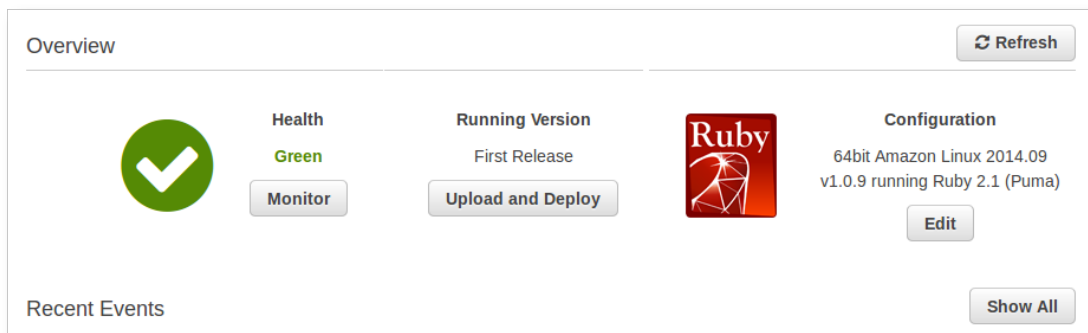 Overview
Refresh
Health
Green
Monitor
Running Version
First Release
Upload and Deploy
Ruby
Configuration
64bit Amazon Linux 2014.09
v1.0.9 running Ruby 2.1 (Puma)
Edit
Recent Events
Show All